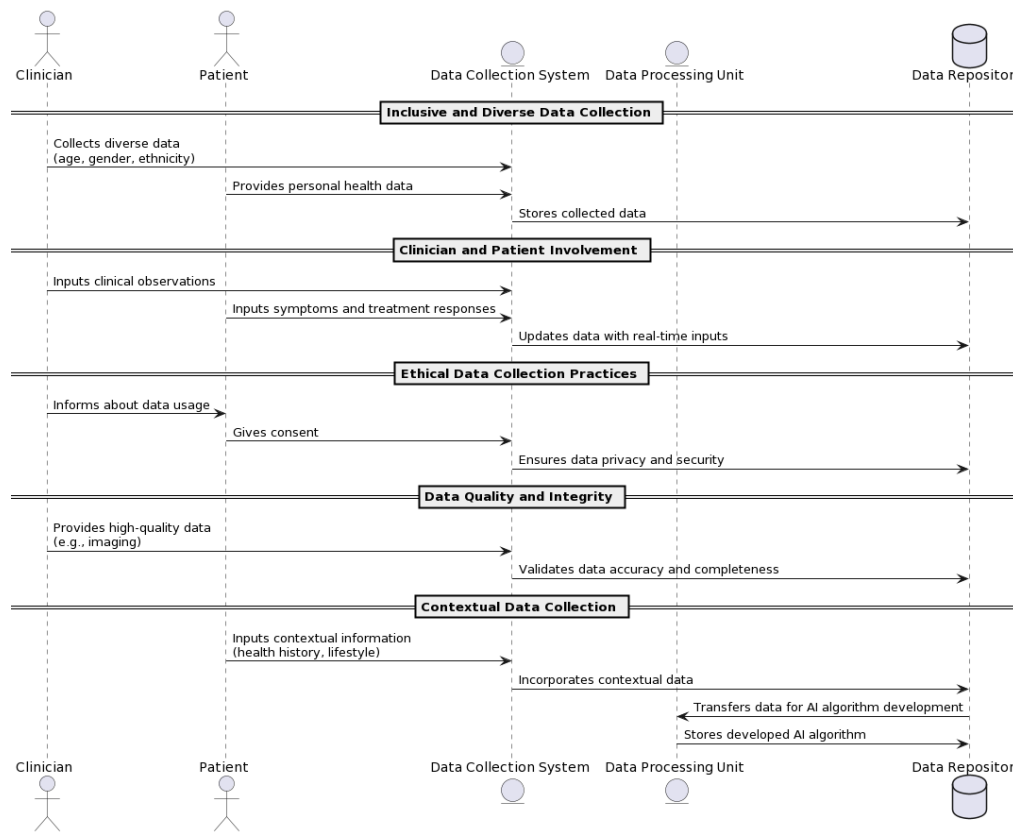 Clinician
Patient
Data Collection System
Data Processing Unit
Data Repositor
Inclusive and Diverse Data Collection
Collects diverse data
(age, gender, ethnicity)
Provides personal health data
Stores collected data
Clinician and Patient Involvement
Inputs clinical observations
Inputs symptoms and treatment responses
Updates data with real-time inputs
Ethical Data Collection Practices
Informs about data usage
Gives consent
Ensures data privacy and security
Data Quality and Integrity
Provides high-quality data
(e.g., imaging)
Validates data accuracy and completeness
Contextual Data Collection
Inputs contextual information
(health history, lifestyle)
Incorporates contextual data
Transfers data for AI algorithm development
Stores developed AI algorithm
Clinician
Patient
Data Collection System
Data Processing Unit
Data Repositor